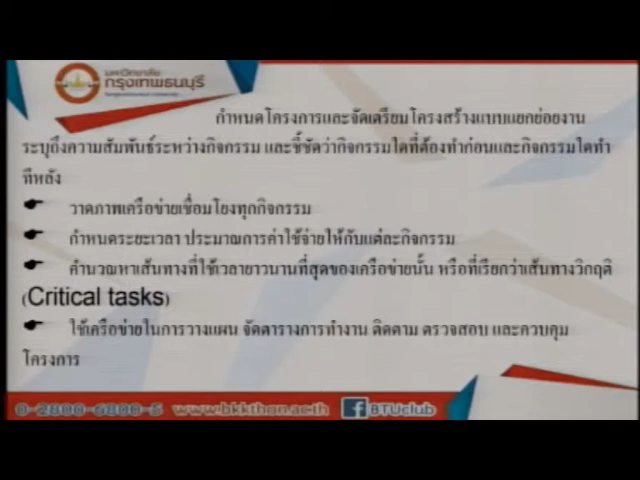 มหาวิทยาลัย
กรุงเทพธนบุรี
กำหนดโครงการและจัดเตรียมโครงสร้างแบบแยกย่อยงาน
ระบุถึงความสัมพันธ์ระหว่างกิจกรรม และชี้ชัดว่ากิจกรรมใดที่ต้องทำก่อนและกิจกรรมใดทำ
ทีหลัง
วาดภาพเครือข่ายเชื่อมโยงทุกกิจกรรม
กำหนดระยะเวลา ประมาณการค่าใช้จ่ายให้กับแต่ละกิจกรรม
คำนวณหาเส้นทางที่ใช้เวลายาวนานที่สุดของเครือข่ายนั้น หรือที่เรียกว่าเส้นทางวิกฤติ
(Critical tasks)
ใช้เครือข่ายในการวางแผน จัดตารางการทำงาน ติดตาม ตรวจสอบ และควบคุม
โครงการ
0-2800-6800-5 www.bkkthon.ac.th BTUclub